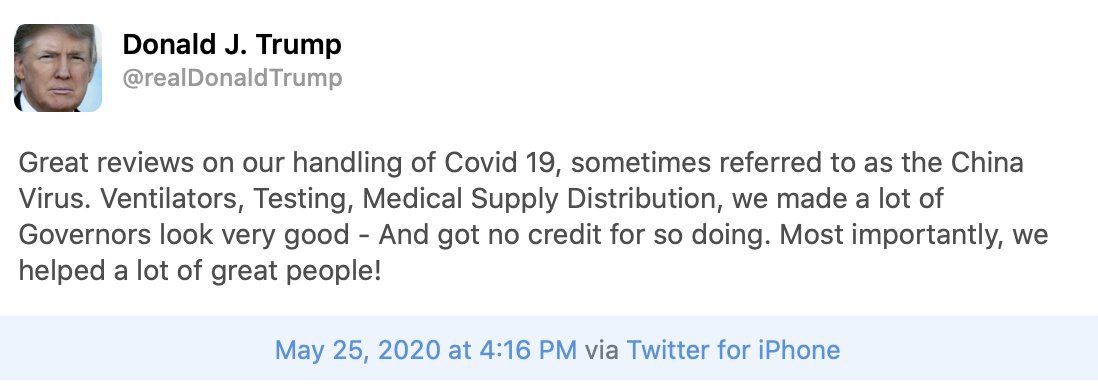 Donald J. Trump
@realDonaldTrump
Great reviews on our handling of Covid 19, sometimes referred to as the China
Virus. Ventilators, Testing, Medical Supply Distribution, we made a lot of
Governors look very good - And got no credit for so doing. Most importantly, we
helped a lot of great people!
May 25, 2020 at 4:16 PM via Twitter for iPhone